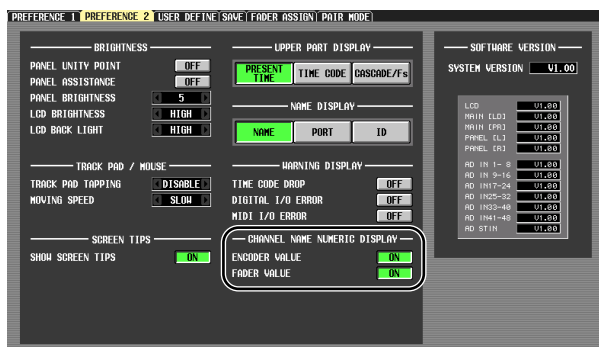 PREFERENCE 1 PREFERENCE 2 USER DEFINE SAVE FADER ASSIGN PAIR MODE
BRIGHTNESS
PANEL UNITY POINT OFF
PANEL ASSISTANCE OFF
PANEL BRIGHTNESS 5
LCD BRIGHTNESS HIGH
LCD BACK LIGHT HIGH
TRACK PAD / MOUSE
TRACK PAD TAPPING DISABLE
MOVING SPEED SLOW
SCREEN TIPS
SHOW SCREEN TIPS ON
UPPER PART DISPLAY
PRESENT TIME TIME CODE CASCADE/Fs
NAME DISPLAY
NAME PORT ID
WARNING DISPLAY
TIME CODE DROP OFF
DIGITAL I/O ERROR OFF
MIDI I/O ERROR OFF
CHANNEL NAME NUMERIC DISPLAY
ENCODER VALUE ON
FADER VALUE ON
SOFTWARE VERSION
SYSTEM VERSION V1.00
LCD V1.00
MAIN [LD] V1.00
MAIN [PR] V1.00
PANEL [L] V1.00
PANEL [R] V1.00
AD IN 1- 8 V1.00
AD IN 9-16 V1.00
AD IN17-24 V1.00
AD IN25-32 V1.00
AD IN33-40 V1.00
AD IN41-48 V1.00
AD STIN V1.00